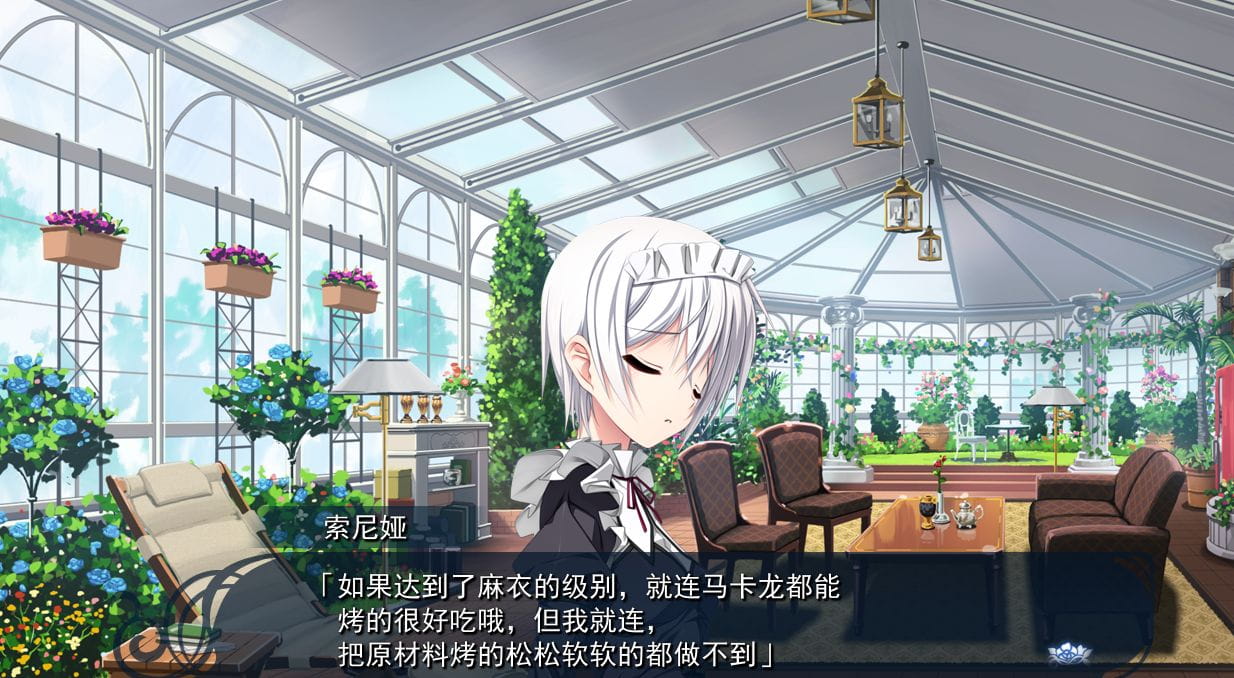 索尼娅
「如果达到了麻衣的级别，就连马卡龙都能
烤的很好吃哦，但我就连，
把原材料烤的松松软软的都做不到」